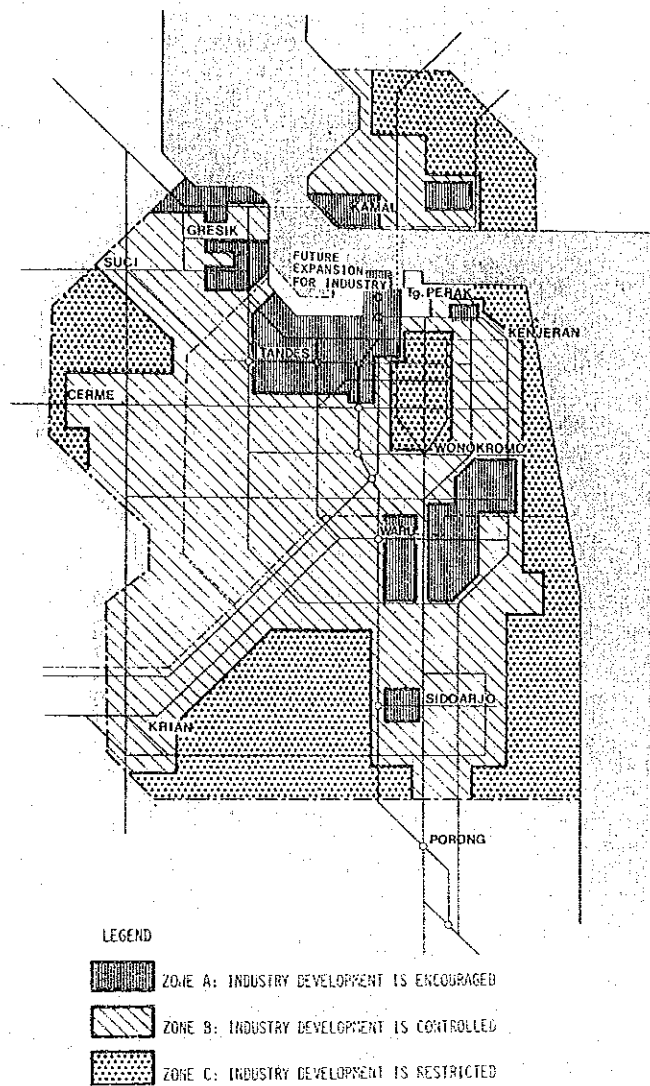 KAMAL
GRESIK
SUCI
FUTURE
EXPANSION
FOR INDUSTRY
Tg. PERAK
KENJERAN
TANDES
CERME
WONOKROMO
WARU
SIDOARJO
KRIAN
PORONG
LEGEND
ZONE A: INDUSTRY DEVELOPMENT IS ENCOURAGED
ZONE B: INDUSTRY DEVELOPMENT IS CONTROLLED
ZONE C: INDUSTRY DEVELOPMENT IS RESTRICTED